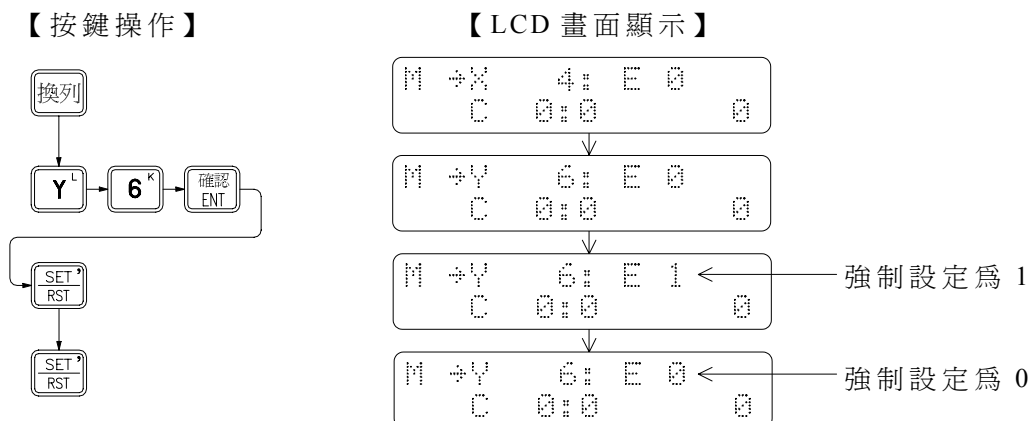 【按鍵操作】
【LCD 畫面顯示】
換列
Y L
6 K
確認
ENT
SET '
RST
SET '
RST
M →X 4: E 0
C 0:0 0
M →Y 6: E 0
C 0:0 0
M →Y 6: E 1
C 0:0 0
強制設定爲 1
M →Y 6: E 0
C 0:0 0
強制設定爲 0